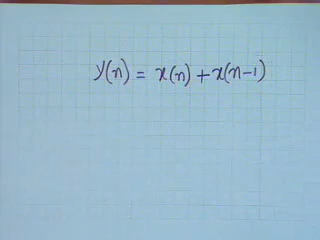 y(n) = x(n) + x(n-1)